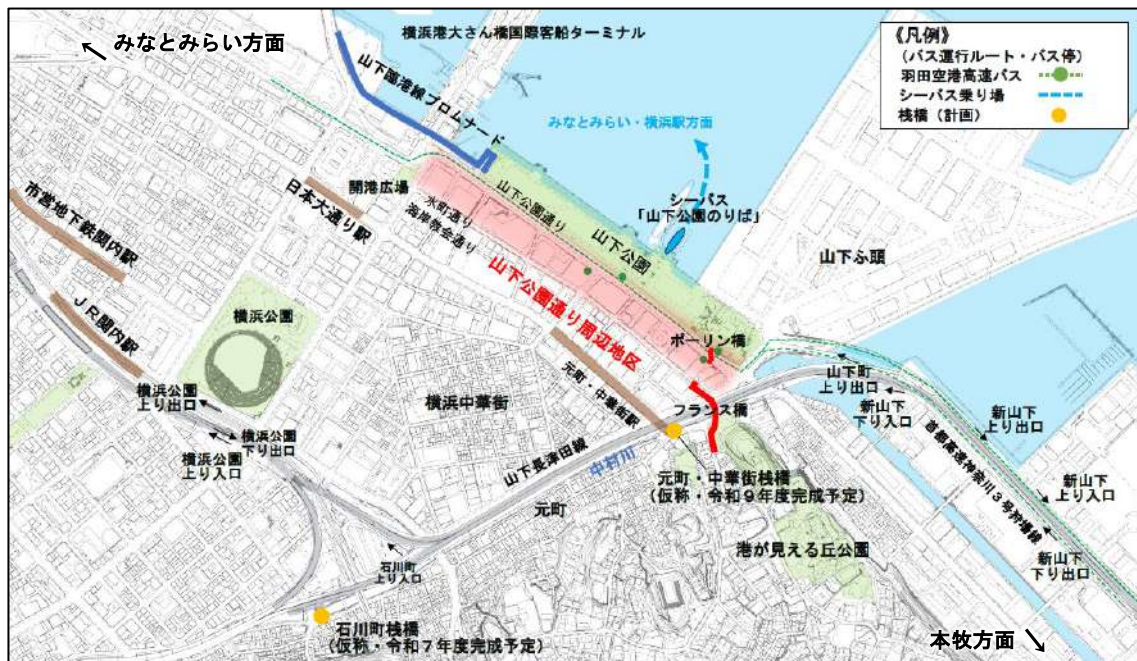 みなとみらい方面
横浜港大さん橋国際客船ターミナル
《凡例》
(バス運行ルート・バス停)
羽田空港高速バス
シーバス乗り場
桟橋(計画)
山下臨港線プロムナード
みなとみらい・横浜駅方面
開港広場
水町通り
海岸教会通り
山下公園通り
山下公園
シーバス
「山下公園のりば」
山下ふ頭
日本大通り駅
市営地下鉄関内駅
JR関内駅
横浜公園
山下公園通り周辺地区
ポーリン橋
山下町
上り出口
新山下
下り入口
新山下
上り出口
首都高速神奈川3号狩場線
新山下
上り入口
新山下
下り出口
横浜公園
上り出口
横浜公園
下り出口
横浜公園
上り入口
横浜中華街
元町・中華街駅
フランス橋
山下長津田線
中村川
元町・中華街桟橋
(仮称・令和9年度完成予定)
元町
港が見える丘公園
石川町
上り入口
石川町桟橋
(仮称・令和7年度完成予定)
本牧方面